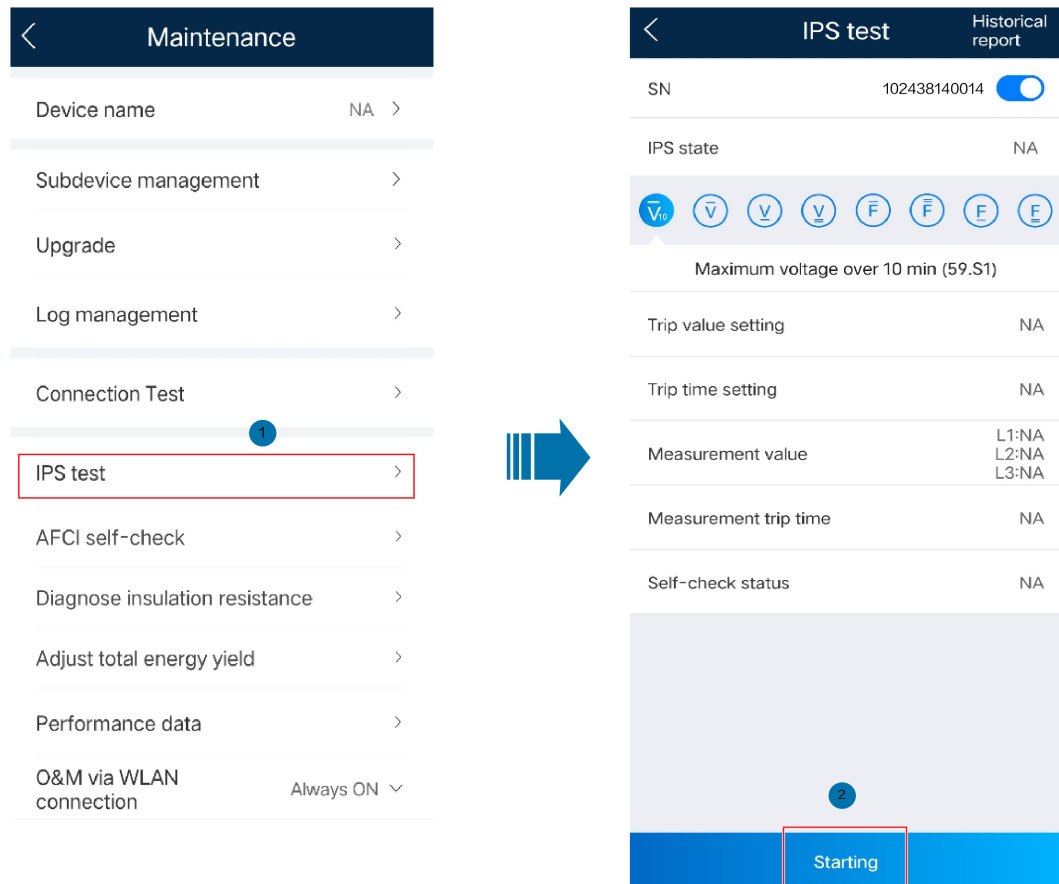 Maintenance
Device name NA
Subdevice management
Upgrade
Log management
Connection Test
1
IPS test
AFCI self-check
Diagnose insulation resistance
Adjust total energy yield
Performance data
O&M via WLAN
connection
Always ON
IPS test
Historical
report
SN 102438140014
IPS state NA
V10 V V V F F F F
Maximum voltage over 10 min (59.S1)
Trip value setting NA
Trip time setting NA
Measurement value
L1:NA
L2:NA
L3:NA
Measurement trip time NA
Self-check status NA
2
Starting